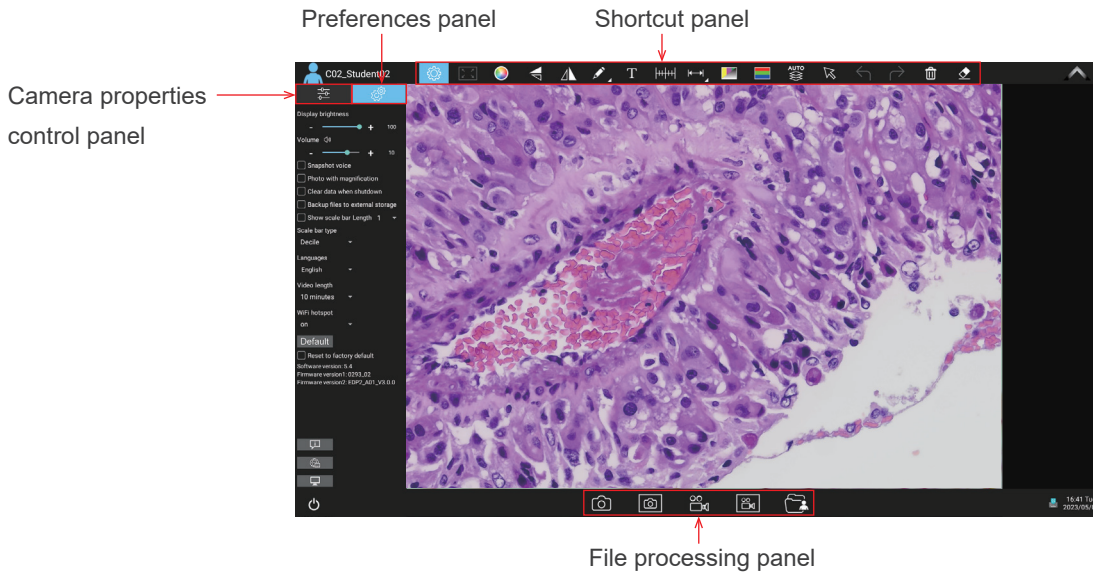 Preferences panel
Shortcut panel
C02_Student02
T
AUTO
Camera properties
control panel
Display brightness
- + 100
Volume
- + 10
Snapshot voice
Photo with magnification
Clear data when shutdown
Backup files to external storage
Show scale bar Length 1
Scale bar type
Decile
Languages
English
Video length
10 minutes
WiFi hotspot
on
Default
Reset to factory default
Software version: 5.4
Firmware version1: 0293_02
Firmware version2: EDP2_A01_V3.0.0
16:41 Tu
2023/05/
File processing panel